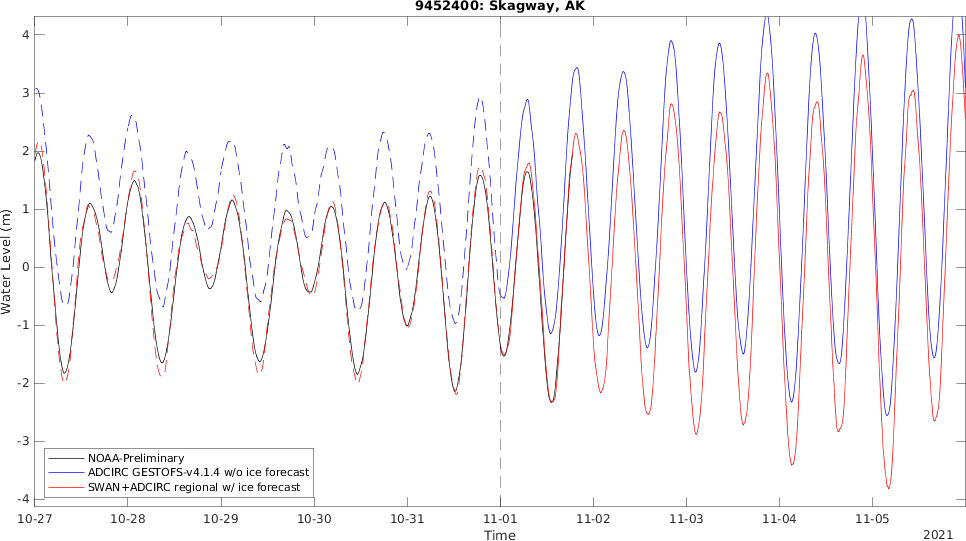 9452400: Skagway, AK
4
3
2
1
0
-1
-2
-3
-4
Water Level (m)
NOAA-Preliminary
ADCIRC GESTOFS-v4.1.4 w/o ice forecast
SWAN+ADCIRC regional w/ ice forecast
10-27 10-28 10-29 10-30 10-31 11-01 11-02 11-03 11-04 11-05
Time
2021